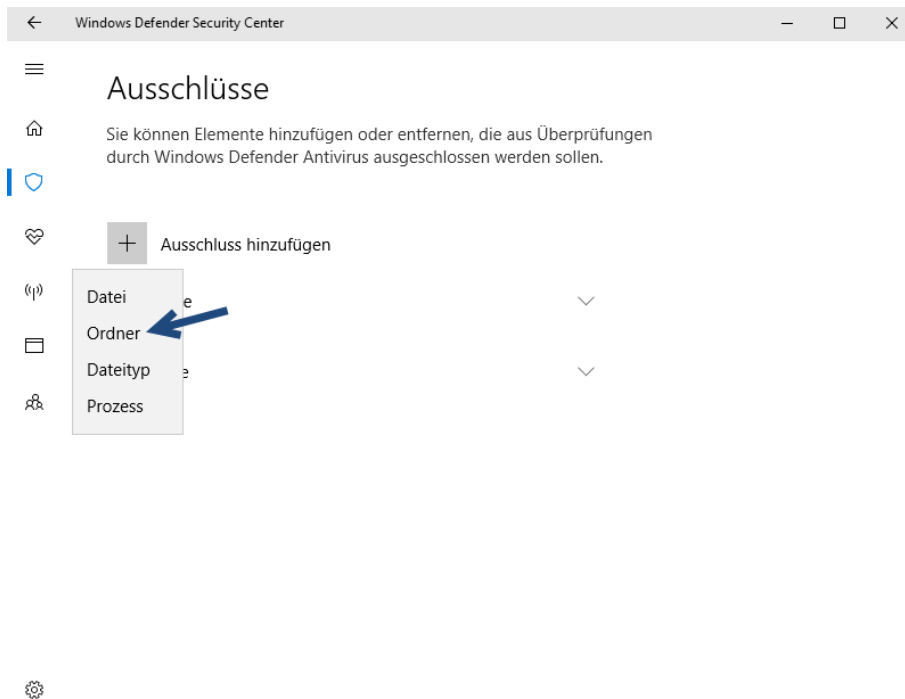 Windows Defender Security Center
Ausschlüsse
Sie können Elemente hinzufügen oder entfernen, die aus Überprüfungen
durch Windows Defender Antivirus ausgeschlossen werden sollen.
Ausschluss hinzufügen
Datei
Ordner
Dateityp
Prozess